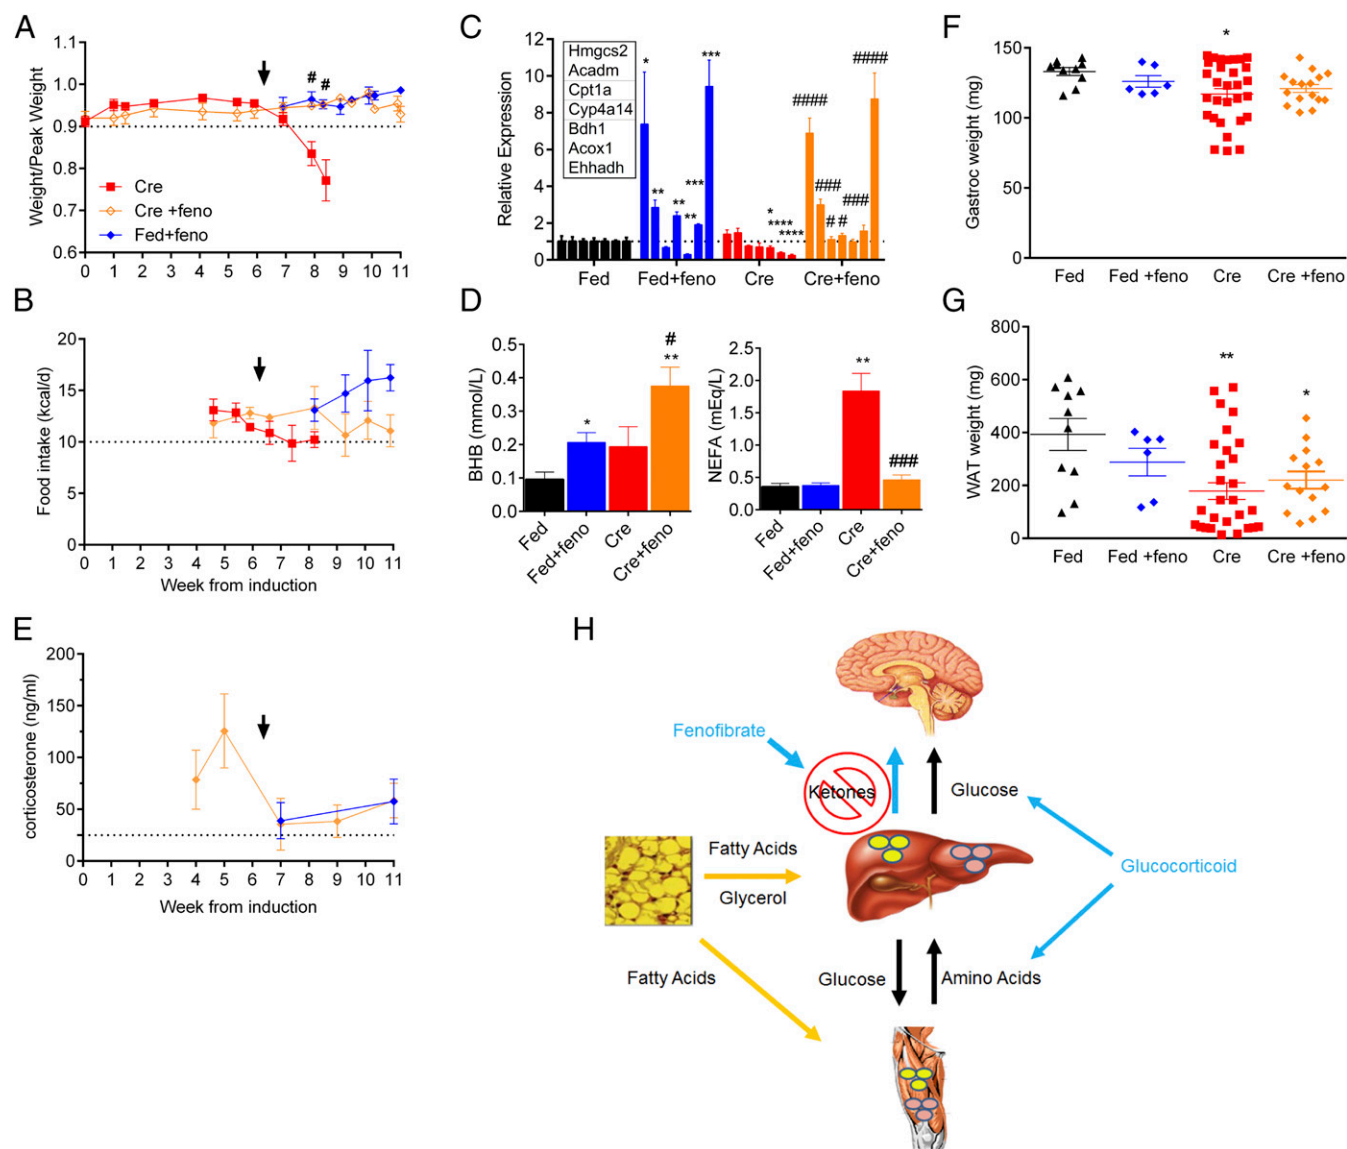 A
1.1
1.0
0.9
0.8
0.7
0.6
Weight/Peak Weight
# #
Cre
Cre +feno
Fed+feno
0 1 2 3 4 5 6 7 8 9 10 11
B
20
15
10
5
0
Food intake (kcal/d)
0 1 2 3 4 5 6 7 8 9 10 11
Week from induction
C
12
10
8
6
4
2
0
Relative Expression
Hmgcs2
Acadm
Cpt1a
Cyp4a14
Bdh1
Acox1
Ehhadh
* ** ** ** *** ***
* **** ****
#### ### # # ### ####
Fed Fed+feno Cre Cre+feno
D
0.5
0.4
0.3
0.2
0.1
0.0
BHB (mmol/L)
*
#
**
Fed Fed+feno Cre Cre+feno
2.5
2.0
1.5
1.0
0.5
0.0
NEFA (mEq/L)
**
###
Fed Fed+feno Cre Cre+feno
E
200
150
100
50
0
corticosterone (ng/ml)
0 1 2 3 4 5 6 7 8 9 10 11
Week from induction
F
150
100
50
0
Gastroc weight (mg)
*
Fed Fed +feno Cre Cre +feno
G
800
600
400
200
0
WAT weight (mg)
** *
Fed Fed +feno Cre Cre +feno
H
Fenofibrate
Ketones
Glucose
Fatty Acids
Glycerol
Glucocorticoid
Fatty Acids
Glucose
Amino Acids